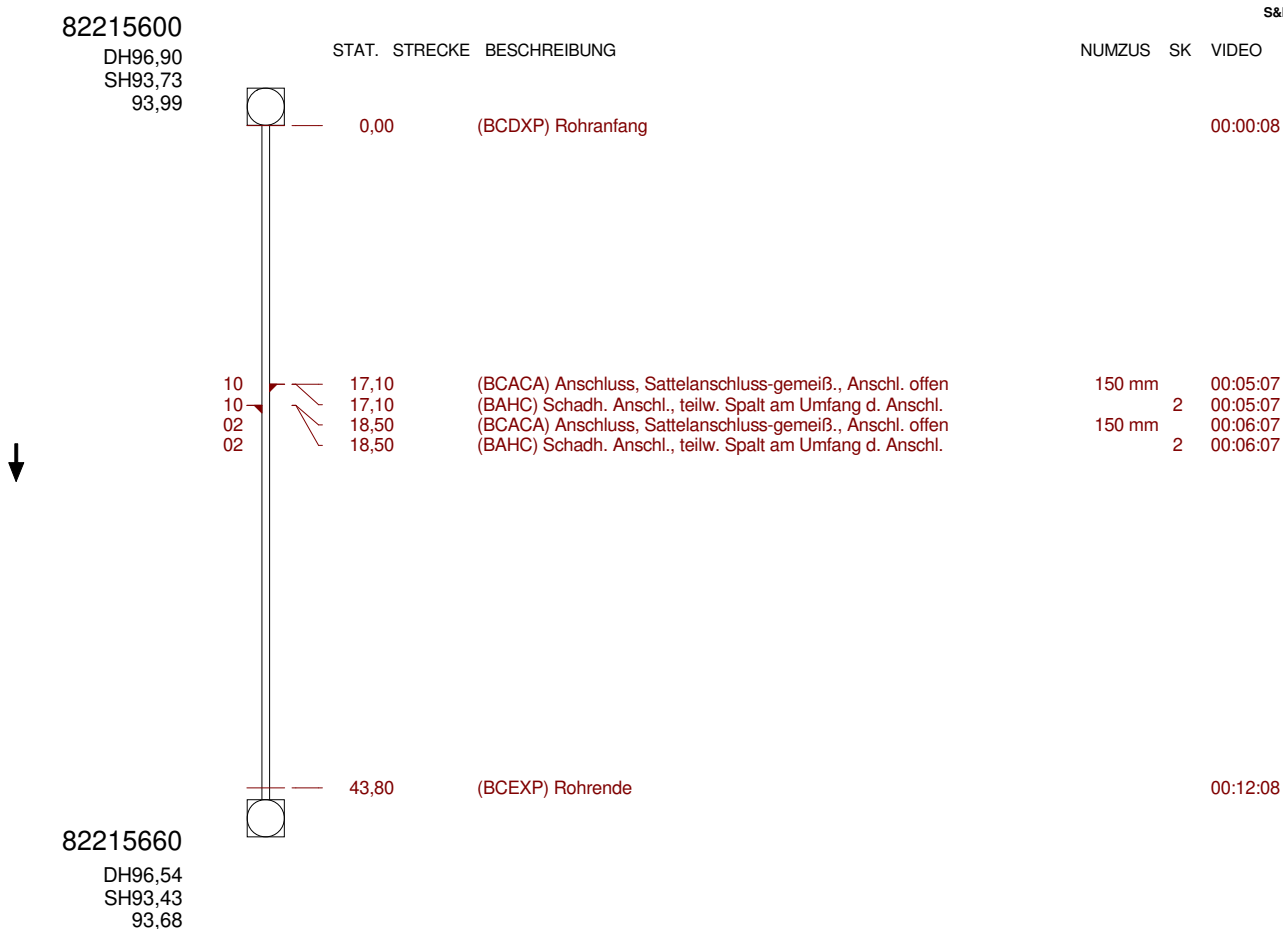 S&
82215600
DH96,90
SH93,73
93,99
STAT. STRECKE BESCHREIBUNG NUMZUS SK VIDEO
0,00 (BCDXP) Rohranfang 00:00:08
10 17,10 (BCACA) Anschluss, Sattelanschluss-gemeiß., Anschl. offen 150 mm 00:05:07
10 17,10 (BAHC) Schadh. Anschl., teilw. Spalt am Umfang d. Anschl. 2 00:05:07
02 18,50 (BCACA) Anschluss, Sattelanschluss-gemeiß., Anschl. offen 150 mm 00:06:07
02 18,50 (BAHC) Schadh. Anschl., teilw. Spalt am Umfang d. Anschl. 2 00:06:07
43,80 (BCEXP) Rohrende 00:12:08
82215660
DH96,54
SH93,43
93,68